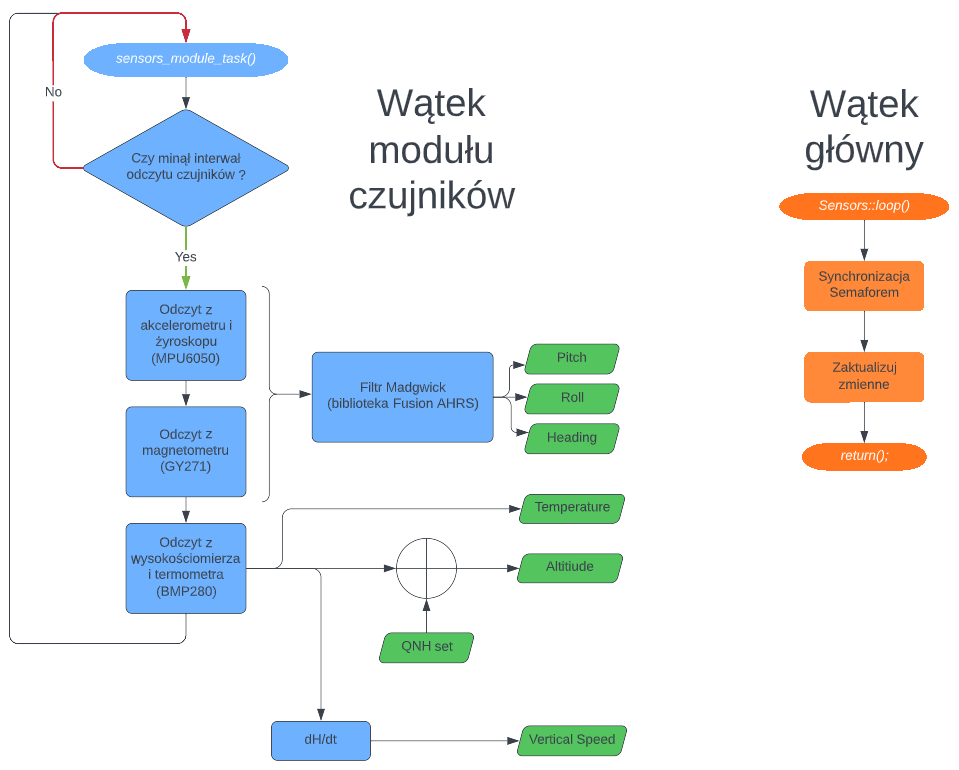 sensors_module_task()
No
Czy minął interwał
odczytu czujników ?
Yes
Odczyt z
akcelerometru i
żyroskopu
(MPU6050)
Odczyt z
magnetometru
(GY271)
Odczyt z
wysokościomierza
i termometra
(BMP280)
Wątek
modułu
czujników
Filtr Madgwick
(biblioteka Fusion AHRS)
Pitch
Roll
Heading
Temperature
Altitiude
QNH set
dH/dt
Vertical Speed
Wątek
główny
Sensors::loop()
Synchronizacja
Semaforem
Zaktualizuj
zmienne
return();